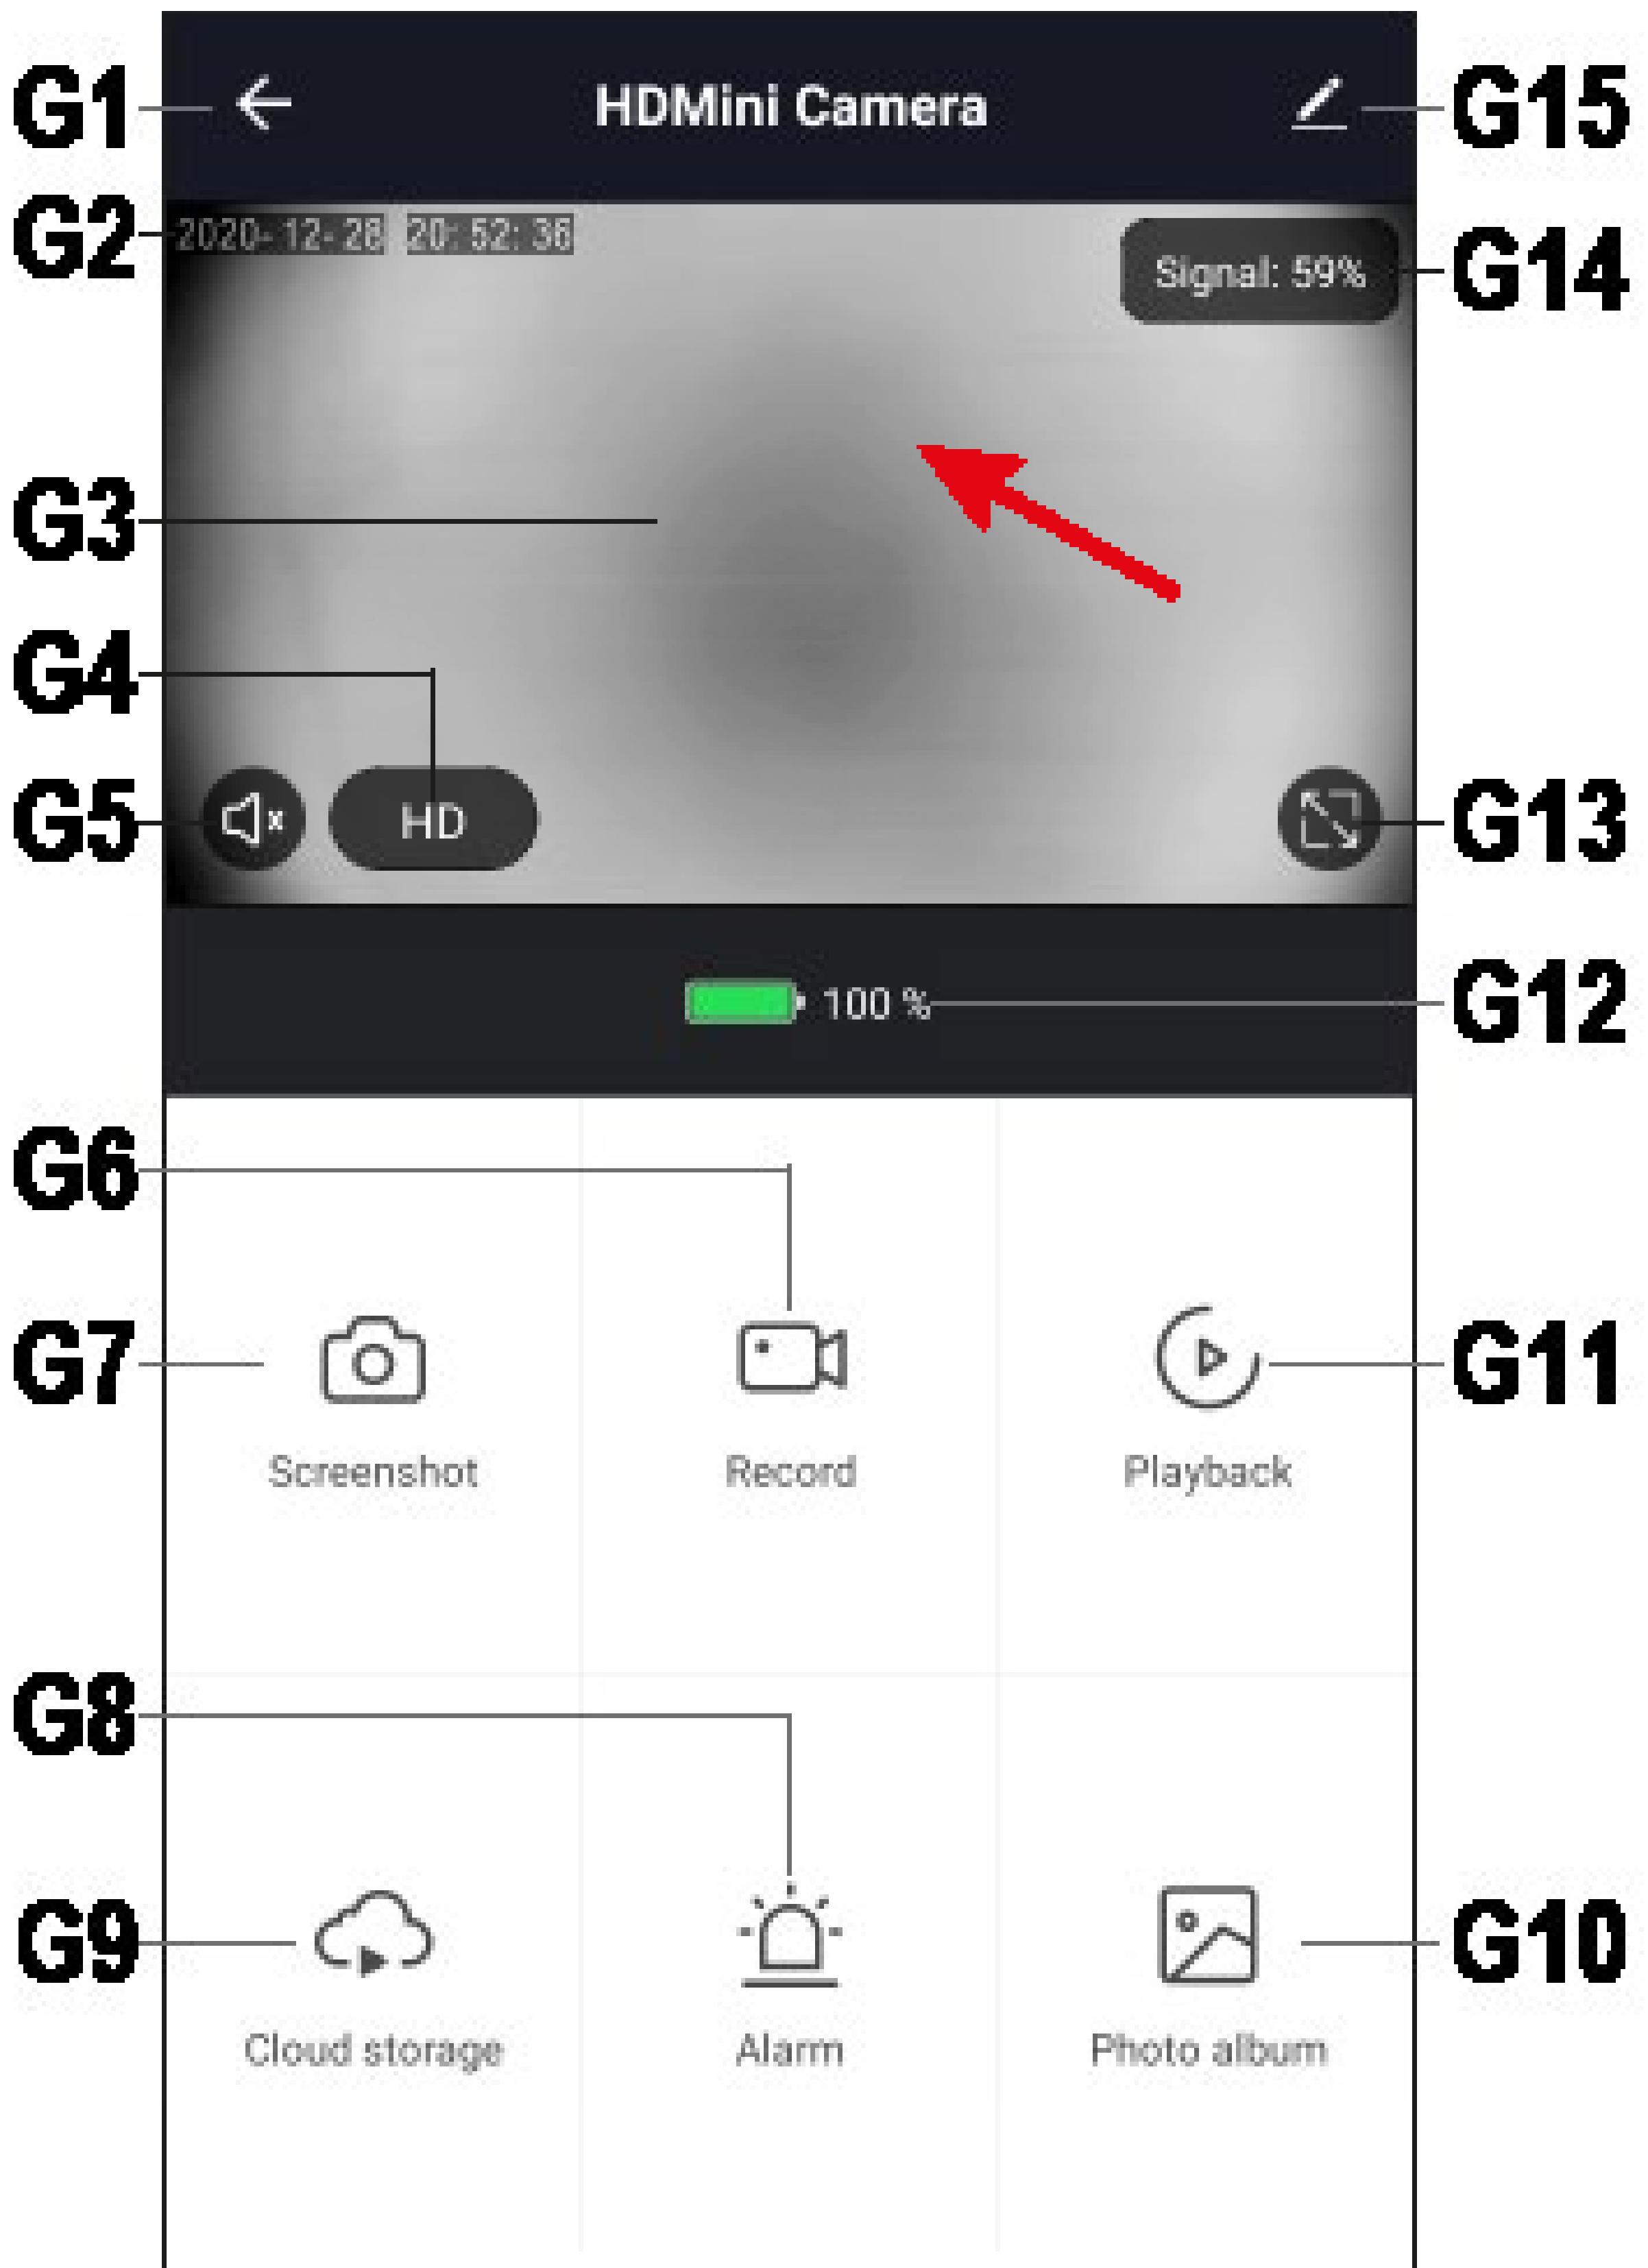 G1 HDMini Camera G15
G2 2020-12-28 20:52:36
Signal: 59% G14
G3
G4
G5 HD G13
100 % G12
G6
G7 G11
Screenshot Record Playback
G8
G9 G10
Cloud storage Alarm Photo album